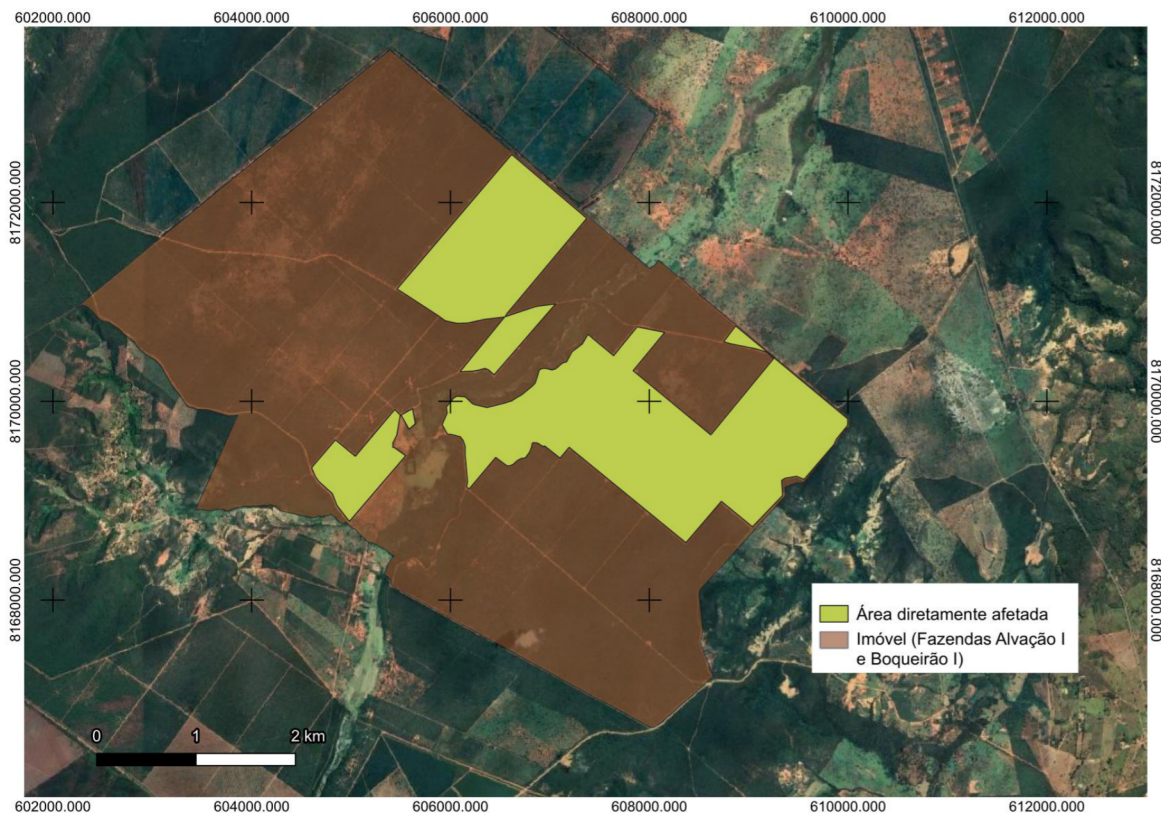 602000.000 604000.000 606000.000 608000.000 610000.000 612000.000
8172000.000
8172000.000
8170000.000
8170000.000
8168000.000
8168000.000
Área diretamente afetada
Imóvel (Fazendas Alvação I
e Boqueirão I)
0 1 2 km
602000.000 604000.000 606000.000 608000.000 610000.000 612000.000